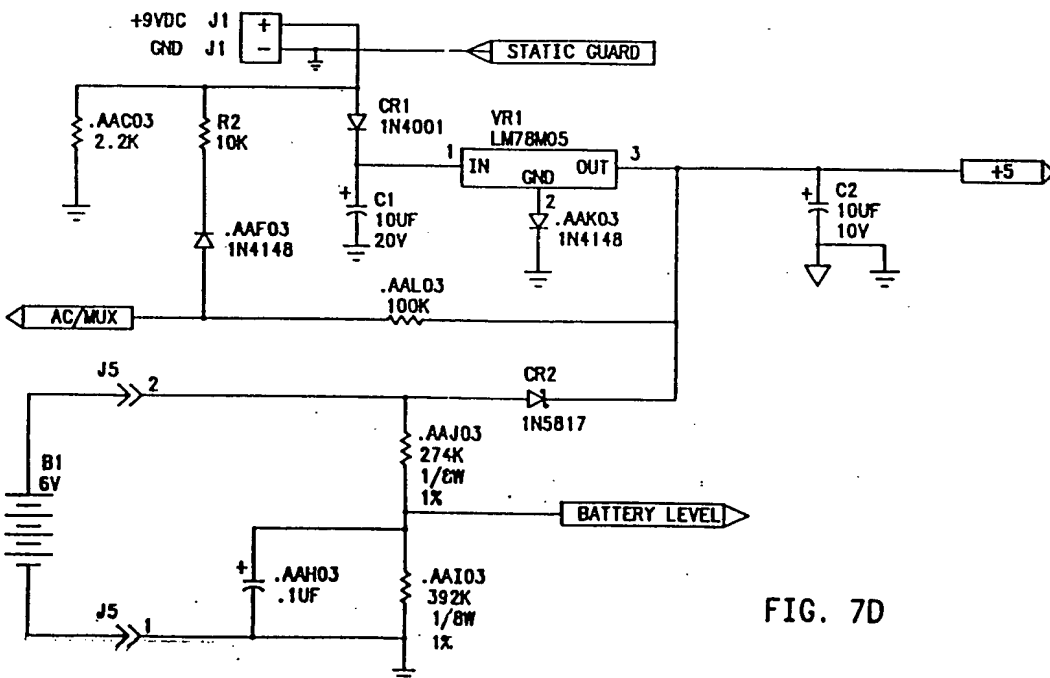 +9VDC J1
+
GND J1
-
STATIC GUARD
.AAC03
2.2K
R2
10K
CR1
1N4001
VR1
LM78M05
1
IN
OUT
3
GND
2
+5
+
C1
10UF
20V
.AAK03
1N4148
+
C2
10UF
10V
.AAF03
1N4148
.AAL03
100K
AC/MUX
J5
2
CR2
1N5817
.AAJ03
274K
1/8W
1%
B1
6V
BATTERY LEVEL
+
.AAH03
.1UF
.AAI03
392K
1/8W
1%
J5
1
FIG. 7D